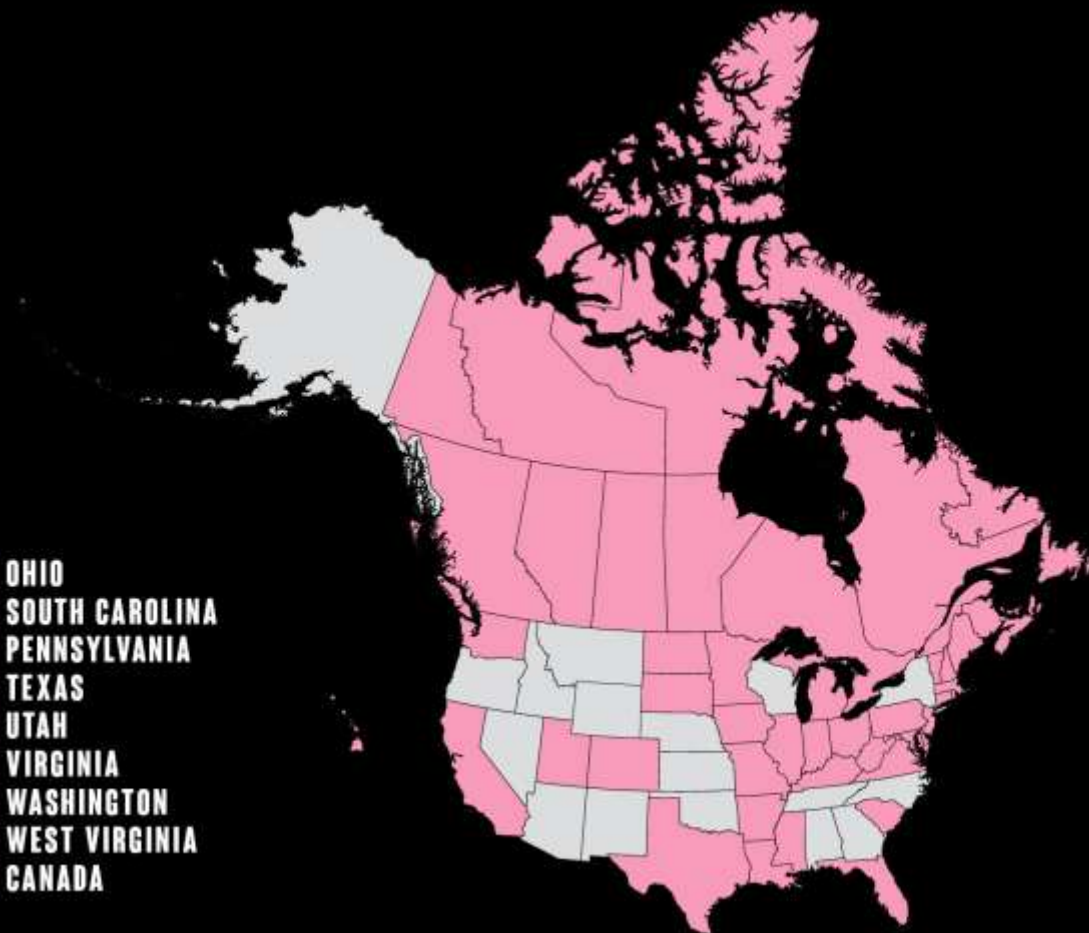 OHIO
SOUTH CAROLINA
PENNSYLVANIA
TEXAS
UTAH
VIRGINIA
WASHINGTON
WEST VIRGINIA
CANADA